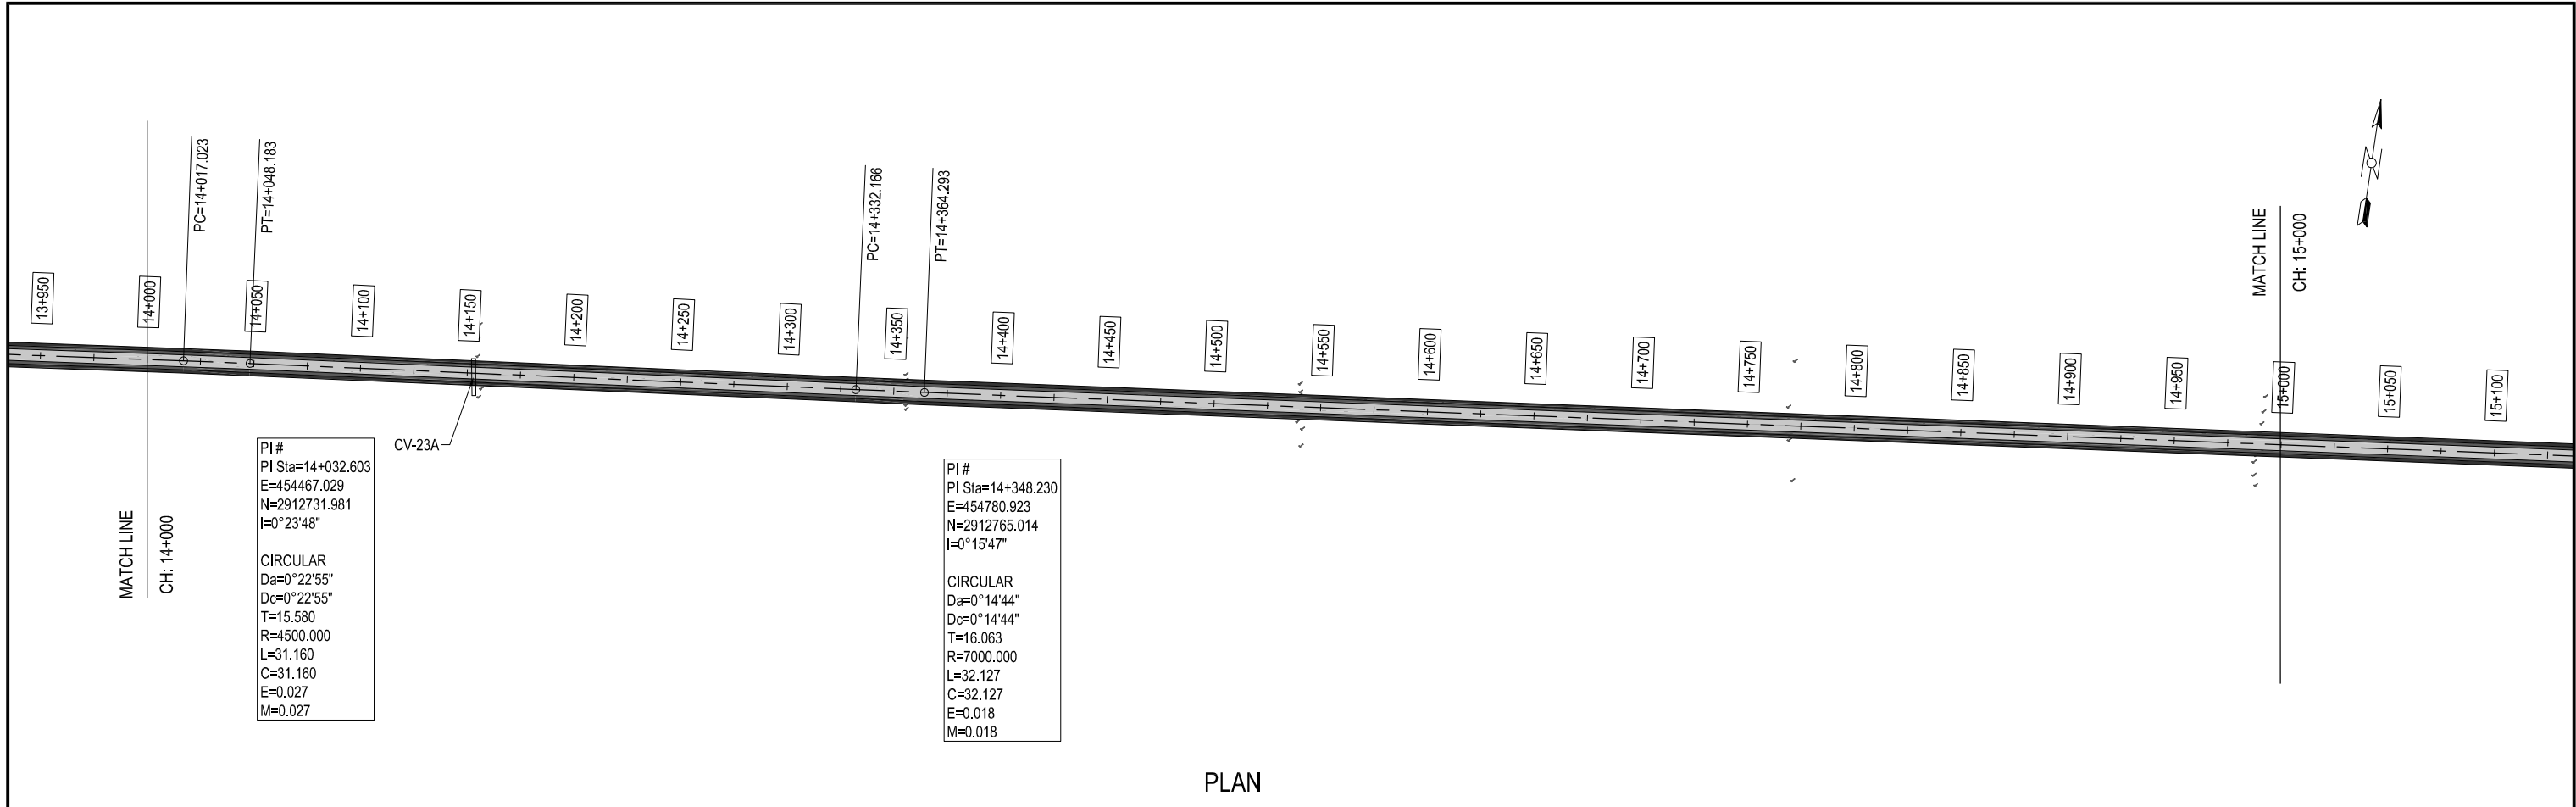 PC=14+017.023
PT=14+048.183
PC=14+332.166
PT=14+364.293
13+950
14+000
14+050
14+100
14+150
14+200
14+250
14+300
14+350
14+400
14+450
14+500
14+550
14+600
14+650
14+700
14+750
14+800
14+850
14+900
14+950
15+000
15+050
15+100
N
MATCH LINE
CH: 15+000
MATCH LINE
CH: 14+000
CV-23A
PI #
PI Sta=14+032.603
E=454467.029
N=2912731.981
I=0°23'48"
CIRCULAR
Da=0°22'55"
Dc=0°22'55"
T=15.580
R=4500.000
L=31.160
C=31.160
E=0.027
M=0.027
PI #
PI Sta=14+348.230
E=454780.923
N=2912765.014
I=0°15'47"
CIRCULAR
Da=0°14'44"
Dc=0°14'44"
T=16.063
R=7000.000
L=32.127
C=32.127
E=0.018
M=0.018
PLAN